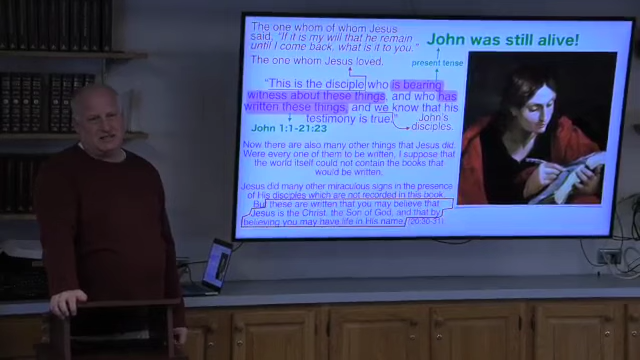 The one whom of whom Jesus
said, "If it is my will that he remain
until I come back, what is it to you."
The one whom Jesus loved.
John was still alive!
present tense
"This is the disciple who is bearing
witness about these things, and who has
written these things, and we know that his
testimony is true."
John's
disciples.
John 1:1-21:23
Now there are also many other things that Jesus did.
Were every one of them to be written, I suppose that
the world itself could not contain the books that
would be written.
Jesus did many other miraculous signs in the presence
of His disciples which are not recorded in this book.
But these are written that you may believe that
Jesus is the Christ, the Son of God, and that by
believing you may have life in His name. (20:30-31)